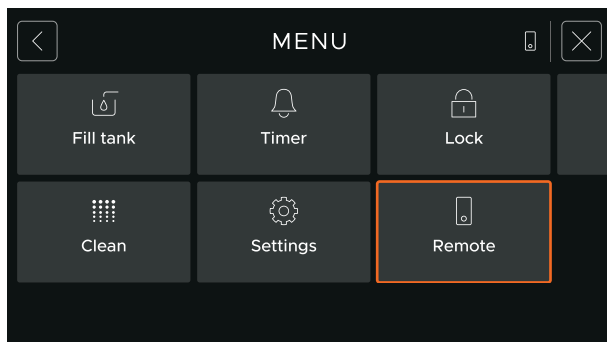 MENU
Fill tank
Timer
Lock
Clean
Settings
Remote